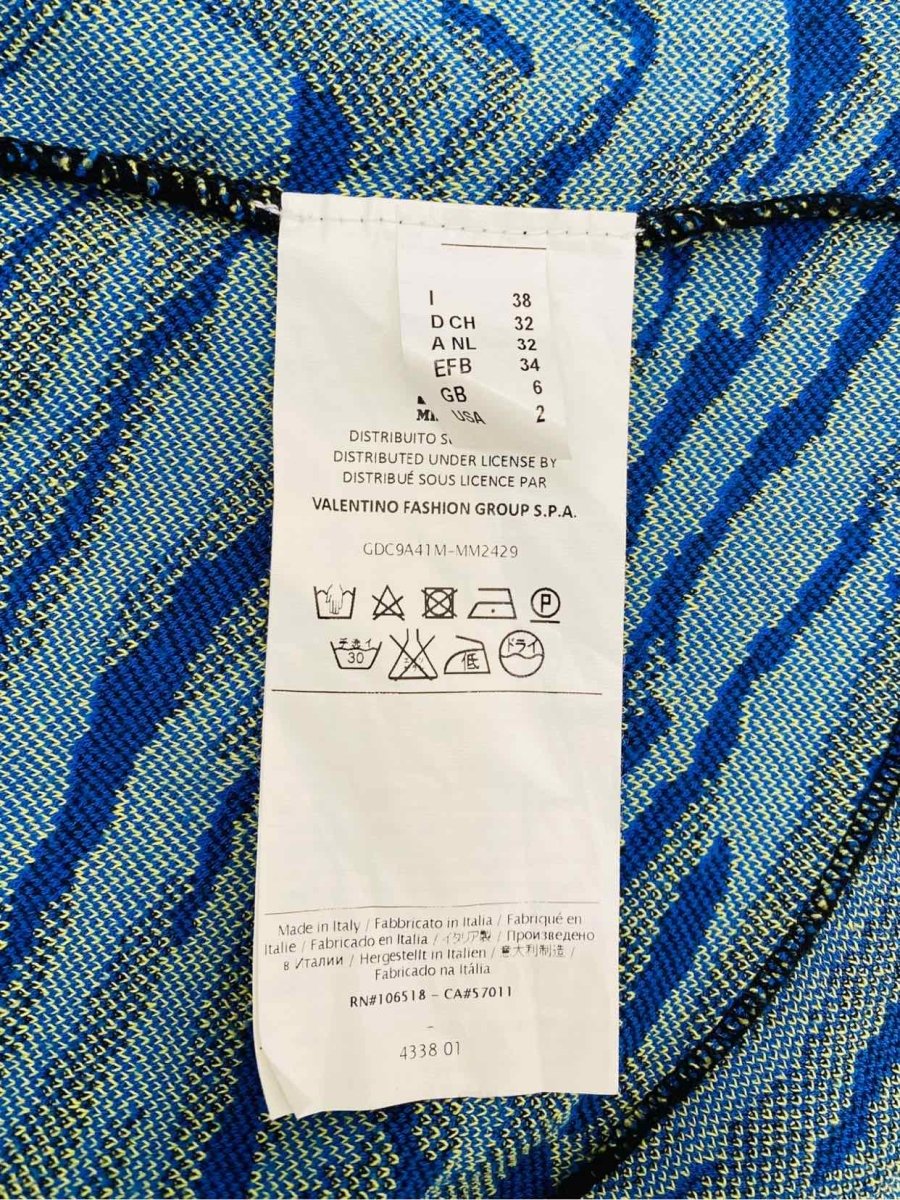 I 38
D CH 32
A NL 32
EFB 34
GB 6
USA 2
DISTRIBUITO
DISTRIBUTED UNDER LICENSE BY
DISTRIBUÉ SOUS LICENCE PAR
VALENTINO FASHION GROUP S.P.A.
GDC9A41M-MM2429
P
30 低 ドライ
Made in Italy / Fabbricato in Italia / Fabriqué en
Italie / Fabricado en Italia / イタリア製 / Произведено
в Италии / Hergestellt in Italien / 意大利制造 /
Fabricado na Itália
RN#106518 - CA#57011
-
4338 01